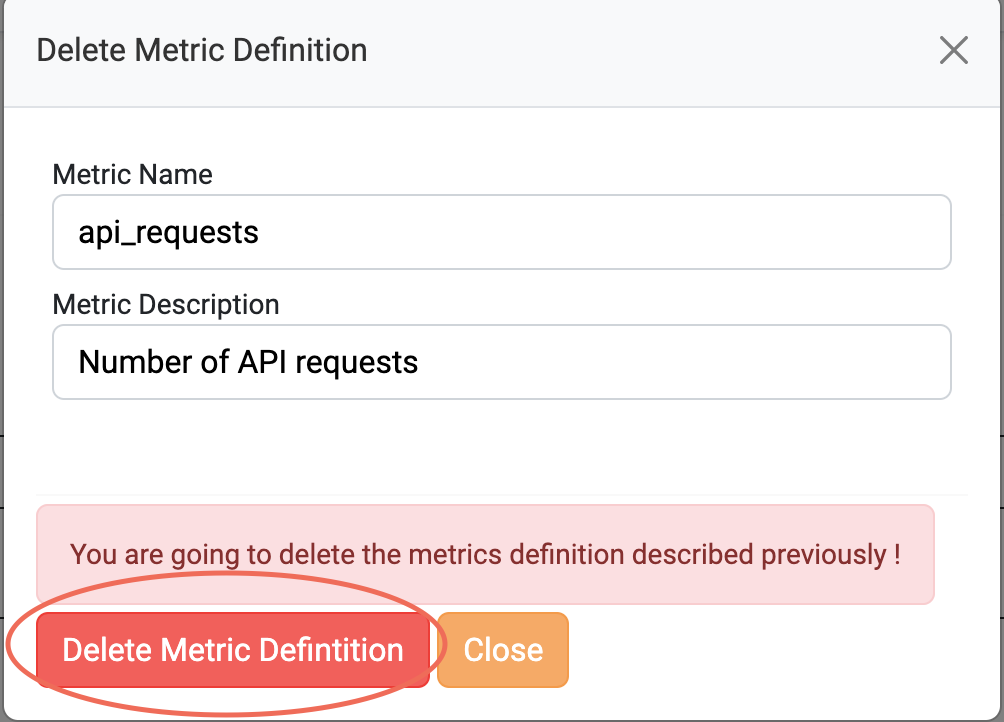 Delete Metric Definition
Metric Name
api_requests
Metric Description
Number of API requests
You are going to delete the metrics definition described previously !
Delete Metric Defintition
Close